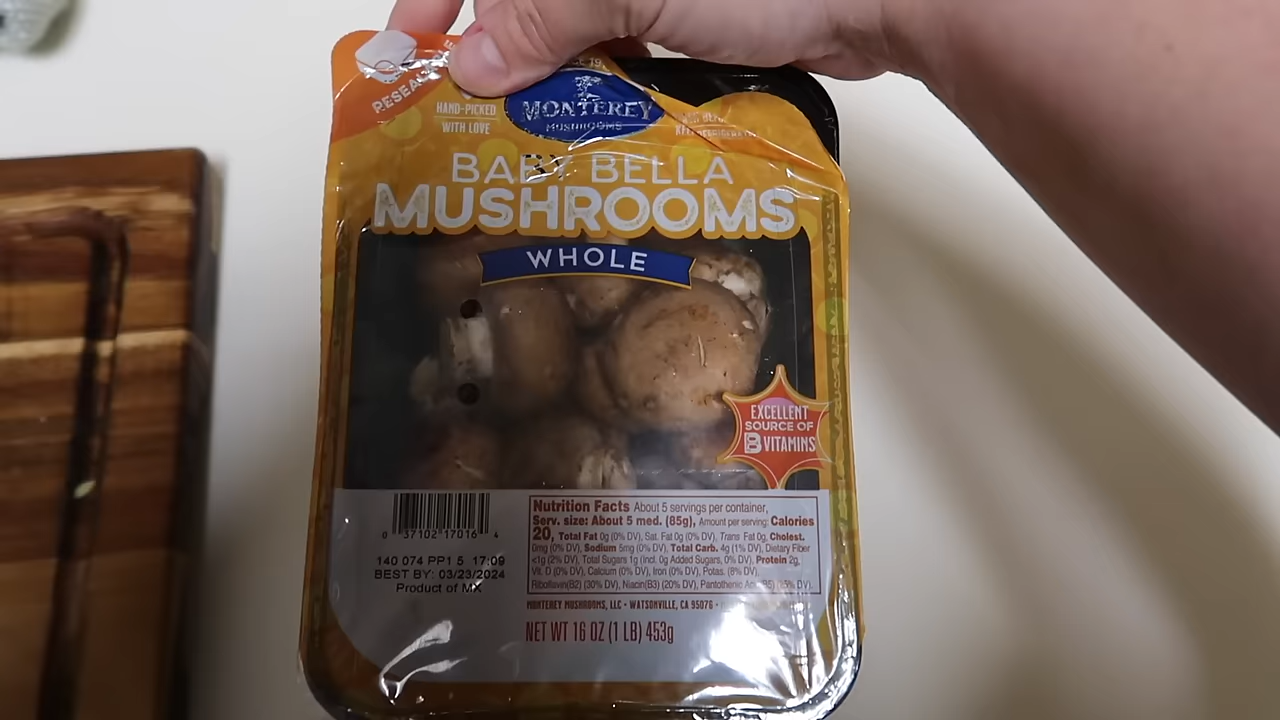 RESEALABLE
HAND-PICKED
WITH LOVE
MONTEREY
MUSHROOMS
BABY BELLA
MUSHROOMS
WHOLE
EXCELLENT
SOURCE OF
B VITAMINS
Nutrition Facts About 5 servings per container,
Serv. size: About 5 med. (85g), Amount per serving: Calories
20, Total Fat 0g (0% DV), Sat. Fat 0g (0% DV), Trans Fat 0g, Cholest.
0mg (0% DV), Sodium 5mg (0% DV), Total Carb. 4g (1% DV), Dietary Fiber
<1g (2% DV), Total Sugars 1g (Incl. 0g Added Sugars, 0% DV), Protein 2g,
Vit. D (0% DV), Calcium (0% DV), Iron (0% DV), Potas. (8% DV),
Riboflavin(B2) (30% DV), Niacin(B3) (20% DV), Pantothenic DV).
0 37102 17016 4
140 074 PP1 5 17:09
BEST BY: 03/23/2024
Product of MX
MONTEREY MUSHROOMS, LLC • WATSONVILLE, CA 95076 •
NET WT 16 OZ (1 LB) 453g